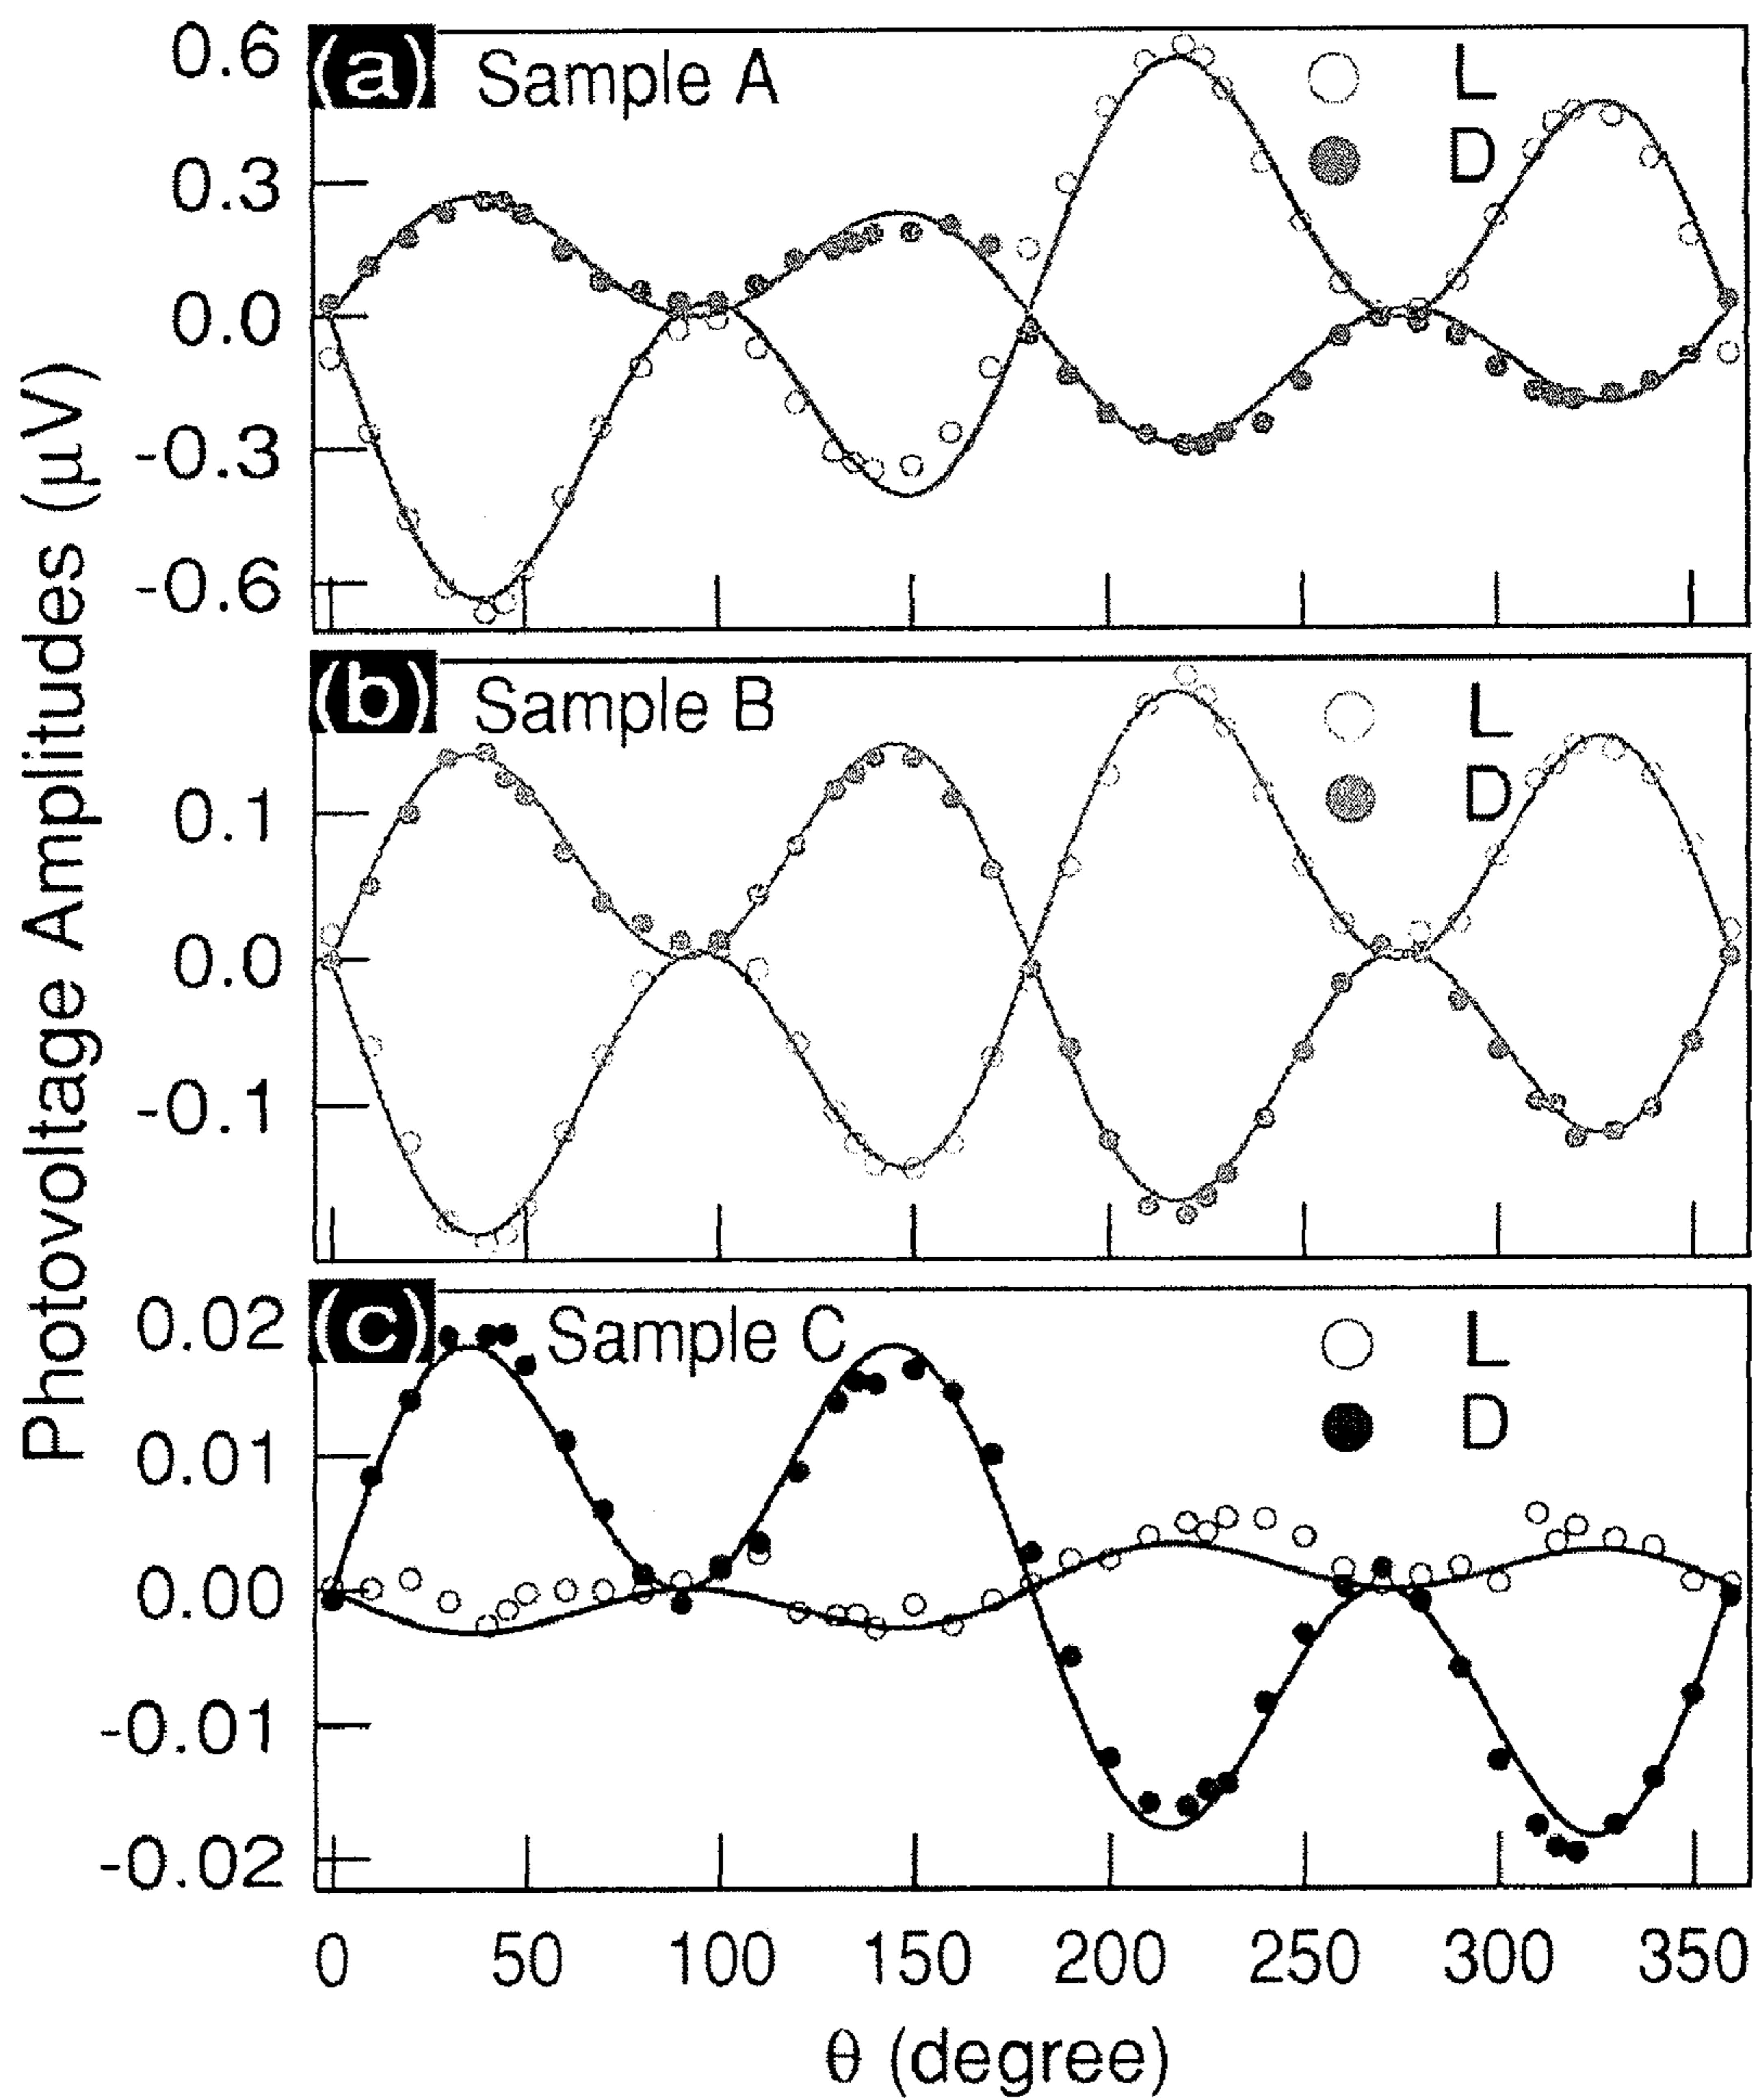 Photovoltage Amplitudes (μV)
(a) Sample A
L
D
0.6
0.3
0.0
-0.3
-0.6
(b) Sample B
L
D
0.1
0.0
-0.1
(c) Sample C
L
D
0.02
0.01
0.00
-0.01
-0.02
0 50 100 150 200 250 300 350
θ (degree)